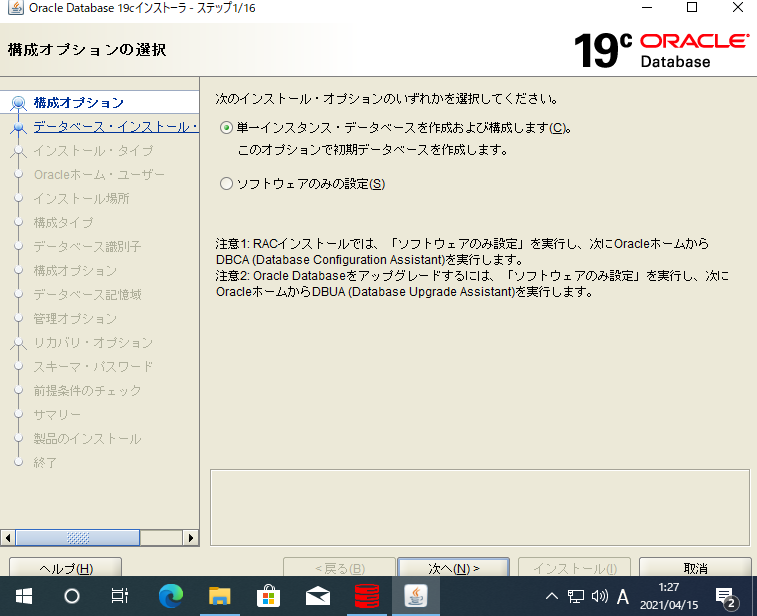 Oracle Database 19cインストーラ - ステップ1/16
構成オプションの選択
19c ORACLE®
Database
構成オプション
データベース・インストール・
インストール・タイプ
Oracleホーム・ユーザー
インストール場所
構成タイプ
データベース識別子
構成オプション
データベース記憶域
管理オプション
リカバリ・オプション
スキーマ・パスワード
前提条件のチェック
サマリー
製品のインストール
終了
次のインストール・オプションのいずれかを選択してください。
単一インスタンス・データベースを作成および構成します(C)。
このオプションで初期データベースを作成します。
ソフトウェアのみの設定(S)
注意1: RACインストールでは、「ソフトウェアのみ設定」を実行し、次にOracleホームから
DBCA (Database Configuration Assistant)を実行します。
注意2: Oracle Databaseをアップグレードするには、「ソフトウェアのみ設定」を実行し、次に
OracleホームからDBUA (Database Upgrade Assistant)を実行します。
ヘルプ(H)
<戻る(B)
次へ(N)>
インストール(I)
取消
A
1:27
2021/04/15
2